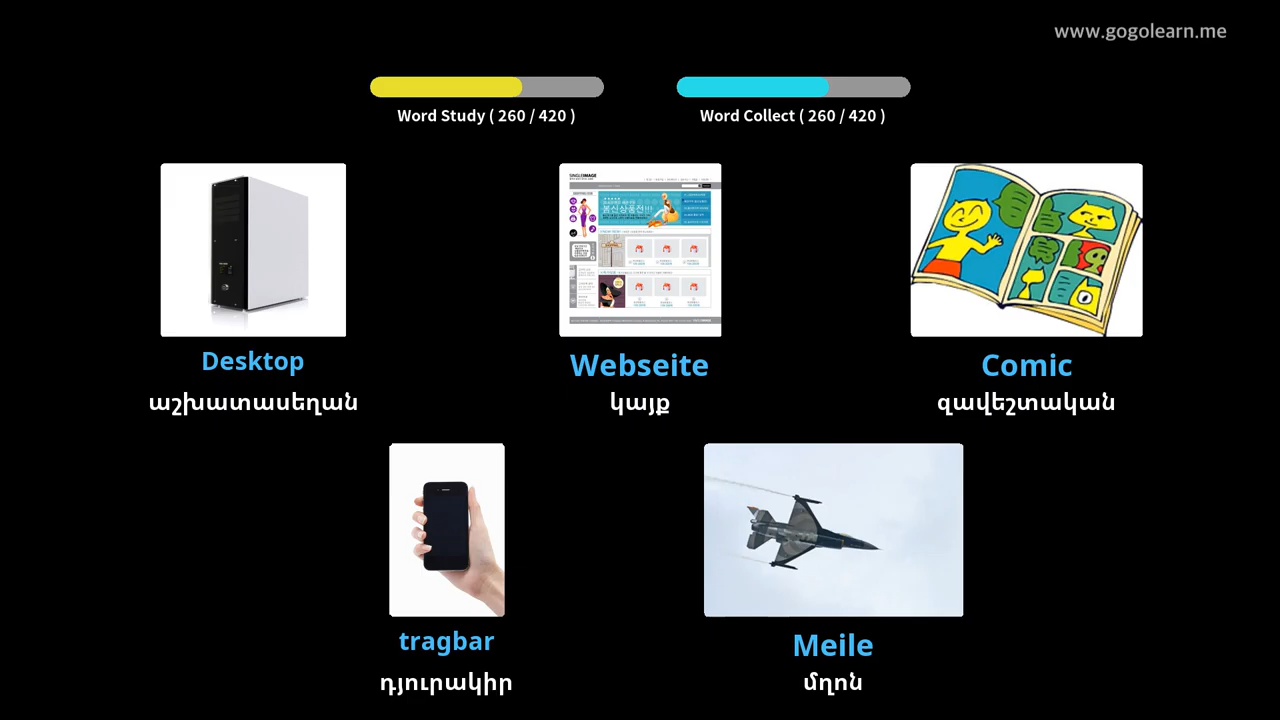 www.gogolearn.me
Word Study ( 260 / 420 )
Word Collect ( 260 / 420 )
Desktop
Webseite
Comic
աշխատասեղան
կայք
զավեշտական
tragbar
Meile
դյուրակիր
մղոն